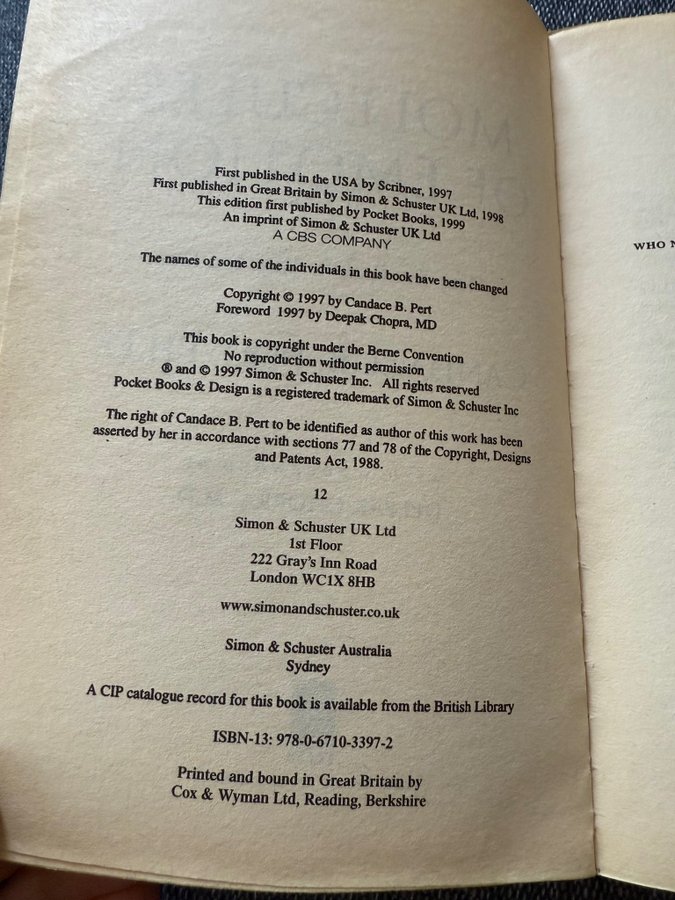 First published in the USA by Scribner, 1997
First published in Great Britain by Simon & Schuster UK Ltd, 1998
This edition first published by Pocket Books, 1999
An imprint of Simon & Schuster UK Ltd
A CBS COMPANY
The names of some of the individuals in this book have been changed
Copyright © 1997 by Candace B. Pert
Foreword 1997 by Deepak Chopra, MD
This book is copyright under the Berne Convention
No reproduction without permission
® and © 1997 Simon & Schuster Inc. All rights reserved
Pocket Books & Design is a registered trademark of Simon & Schuster Inc
The right of Candace B. Pert to be identified as author of this work has been
asserted by her in accordance with sections 77 and 78 of the Copyright, Designs
and Patents Act, 1988.
12
Simon & Schuster UK Ltd
1st Floor
222 Gray's Inn Road
London WC1X 8HB
www.simonandschuster.co.uk
Simon & Schuster Australia
Sydney
A CIP catalogue record for this book is available from the British Library
ISBN-13: 978-0-6710-3397-2
Printed and bound in Great Britain by
Cox & Wyman Ltd, Reading, Berkshire
WHO